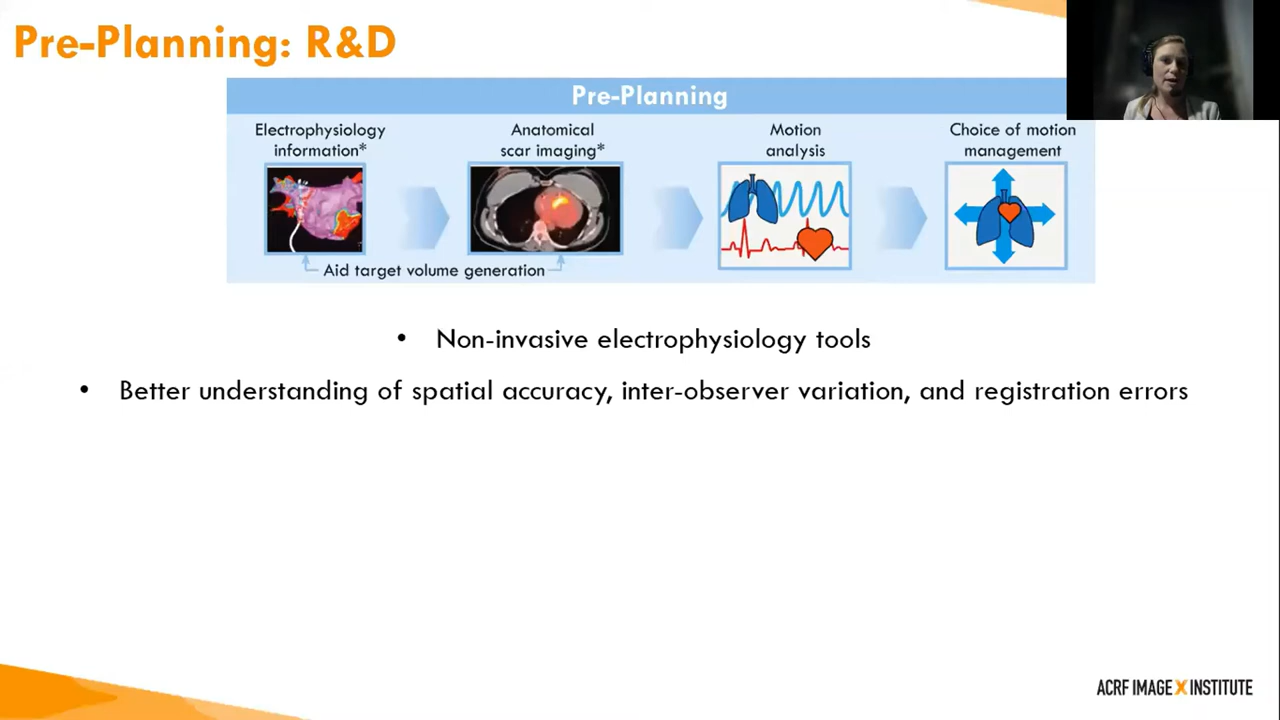 Pre-Planning: R&D
Pre-Planning
Electrophysiology
information*
Anatomical
scar imaging*
Motion
analysis
Choice of motion
management
Aid target volume generation
• Non-invasive electrophysiology tools
• Better understanding of spatial accuracy, inter-observer variation, and registration errors
ACRF IMAGE X INSTITUTE